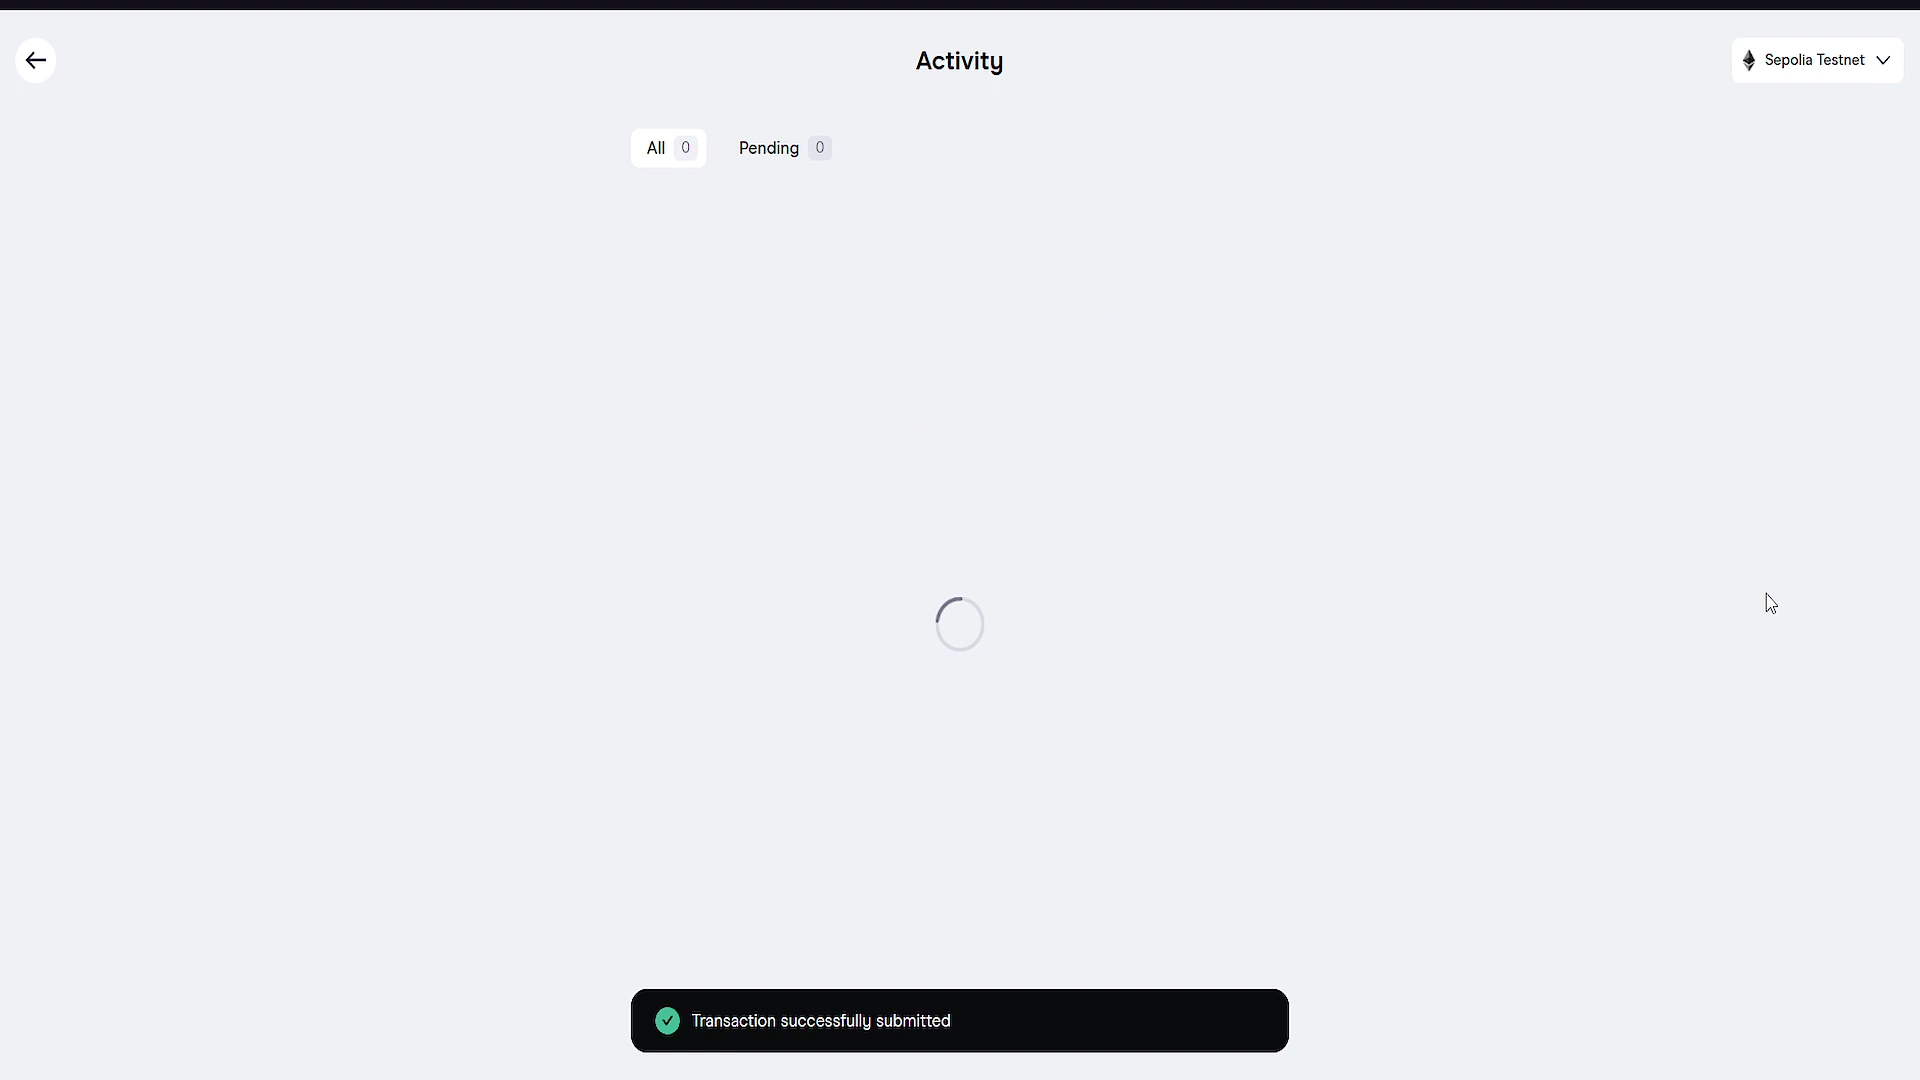 Activity
Sepolia Testnet
All 0
Pending 0
Transaction successfully submitted